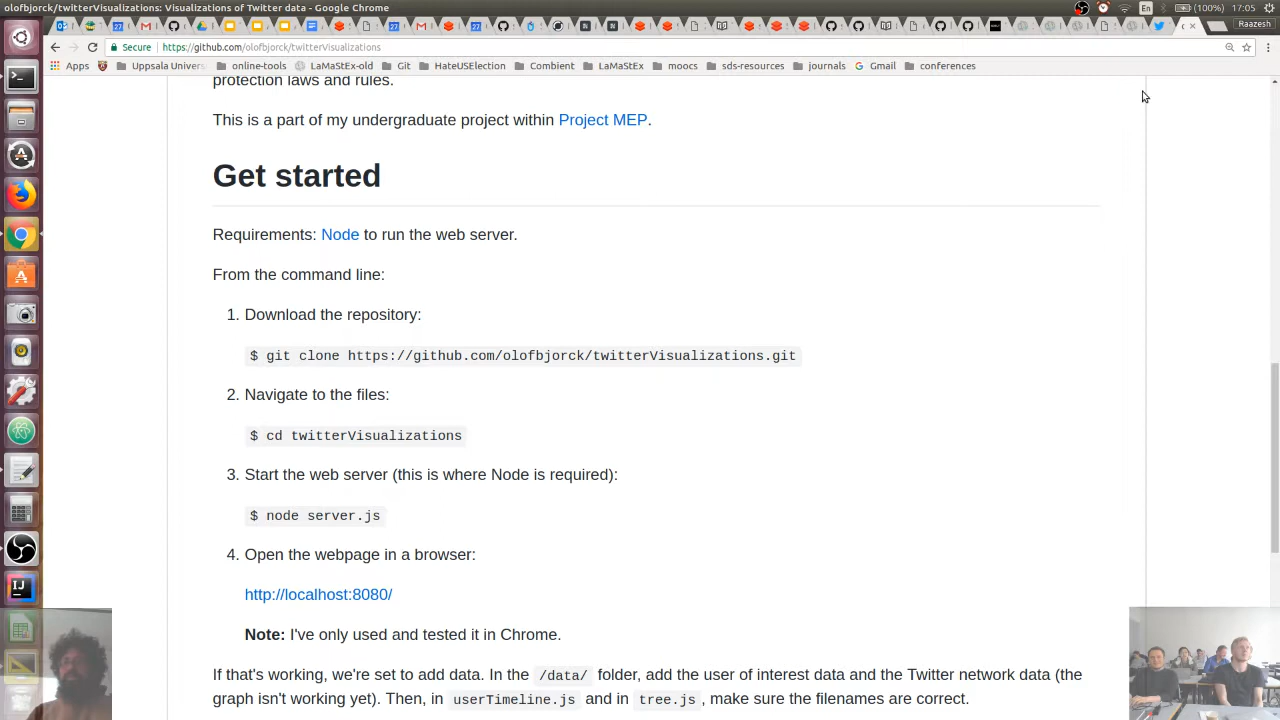 olofbjorck/twitterVisualizations: Visualizations of Twitter data - Google Chrome
En
(100%)
17:05
Raazesh
Secure
https://github.com/olofbjorck/twitterVisualizations
Apps
Uppsala Univers
online-tools
LaMaStEx-old
Git
HateUSElection
Combient
LaMaStEx
moocs
sds-resources
journals
Gmail
conferences
protection laws and rules.
This is a part of my undergraduate project within Project MEP.
Get started
Requirements: Node to run the web server.
From the command line:
1. Download the repository:
$ git clone https://github.com/olofbjorck/twitterVisualizations.git
2. Navigate to the files:
$ cd twitterVisualizations
3. Start the web server (this is where Node is required):
$ node server.js
4. Open the webpage in a browser:
http://localhost:8080/
Note: I've only used and tested it in Chrome.
If that's working, we're set to add data. In the /data/ folder, add the user of interest data and the Twitter network data (the
graph isn't working yet). Then, in userTimeline.js and in tree.js, make sure the filenames are correct.